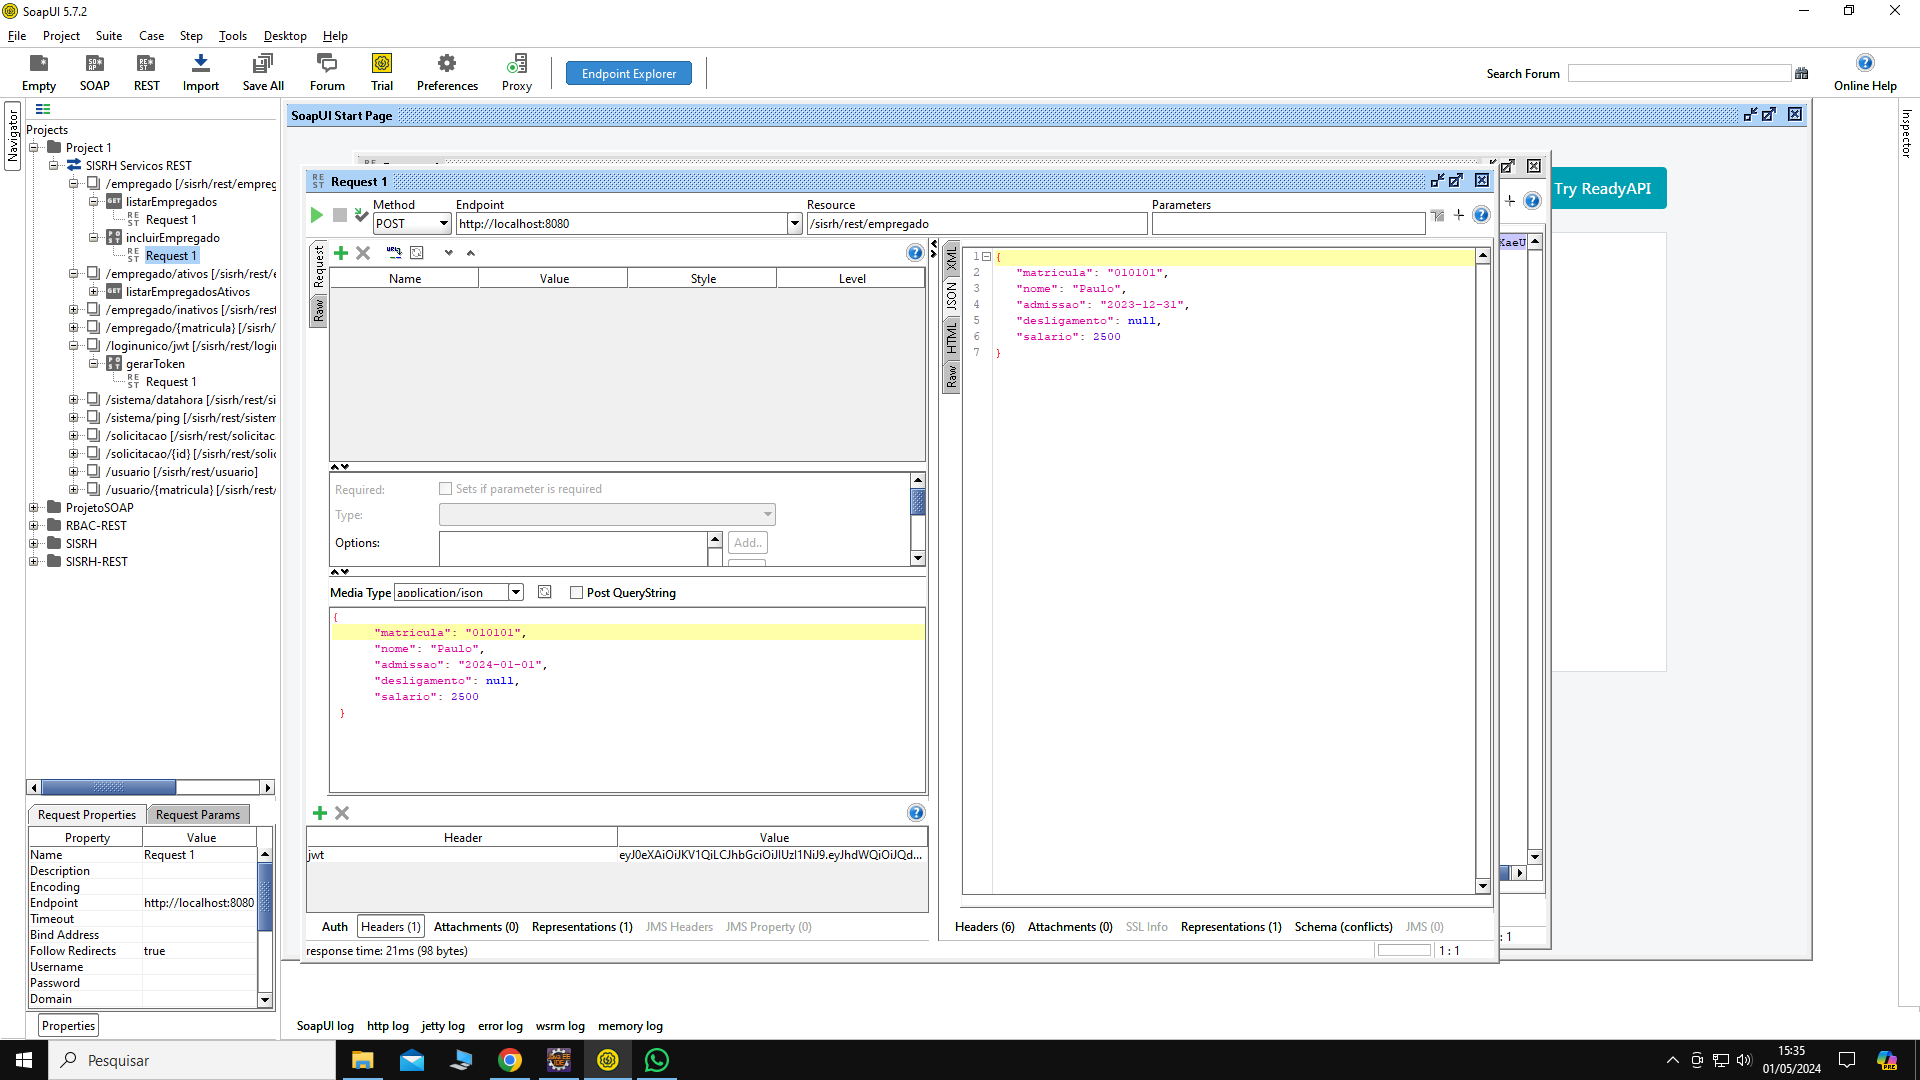 SoapUI 5.7.2
File Project Suite Case Step Tools Desktop Help
Empty SOAP REST Import Save All Forum Trial Preferences Proxy
Endpoint Explorer
Search Forum
Online Help
Navigator
Projects
Project 1
SISRH Servicos REST
/empregado [/sisrh/rest/empreg
listarEmpregados
Request 1
incluirEmpregado
Request 1
/empregado/ativos [/sisrh/rest/e
listarEmpregadosAtivos
/empregado/inativos [/sisrh/rest
/empregado/{matricula} [/sisrh/
/loginunico/jwt [/sisrh/rest/logi
gerarToken
Request 1
/sistema/datahora [/sisrh/rest/si
/sistema/ping [/sisrh/rest/sistem
/solicitacao [/sisrh/rest/solicitac
/solicitacao/{id} [/sisrh/rest/solic
/usuario [/sisrh/rest/usuario]
/usuario/{matricula} [/sisrh/rest/
ProjetoSOAP
RBAC-REST
SISRH
SISRH-REST
Request Properties Request Params
Property Value
Name Request 1
Description
Encoding
Endpoint http://localhost:8080
Timeout
Bind Address
Follow Redirects true
Username
Password
Domain
Properties
SoapUI Start Page
Inspector
Try ReadyAPI
XaeU
: 1
Request 1
Method Endpoint Resource Parameters
POST http://localhost:8080 /sisrh/rest/empregado
Request
Raw
Name Value Style Level
Required: Sets if parameter is required
Type:
Options: Add..
Media Type application/json Post QueryString
{
"matricula": "010101",
"nome": "Paulo",
"admissao": "2024-01-01",
"desligamento": null,
"salario": 2500
}
Header Value
jwt eyJ0eXAiOiJKV1QiLCJhbGciOiJIUzI1NiJ9.eyJhdWQiOiJQd...
Auth Headers (1) Attachments (0) Representations (1) JMS Headers JMS Property (0)
response time: 21ms (98 bytes)
XML
JSON
HTML
Raw
1 {
2 "matricula": "010101",
3 "nome": "Paulo",
4 "admissao": "2023-12-31",
5 "desligamento": null,
6 "salario": 2500
7 }
Headers (6) Attachments (0) SSL Info Representations (1) Schema (conflicts) JMS (0)
1 : 1
SoapUI log http log jetty log error log wsrm log memory log
Pesquisar
15:35
01/05/2024